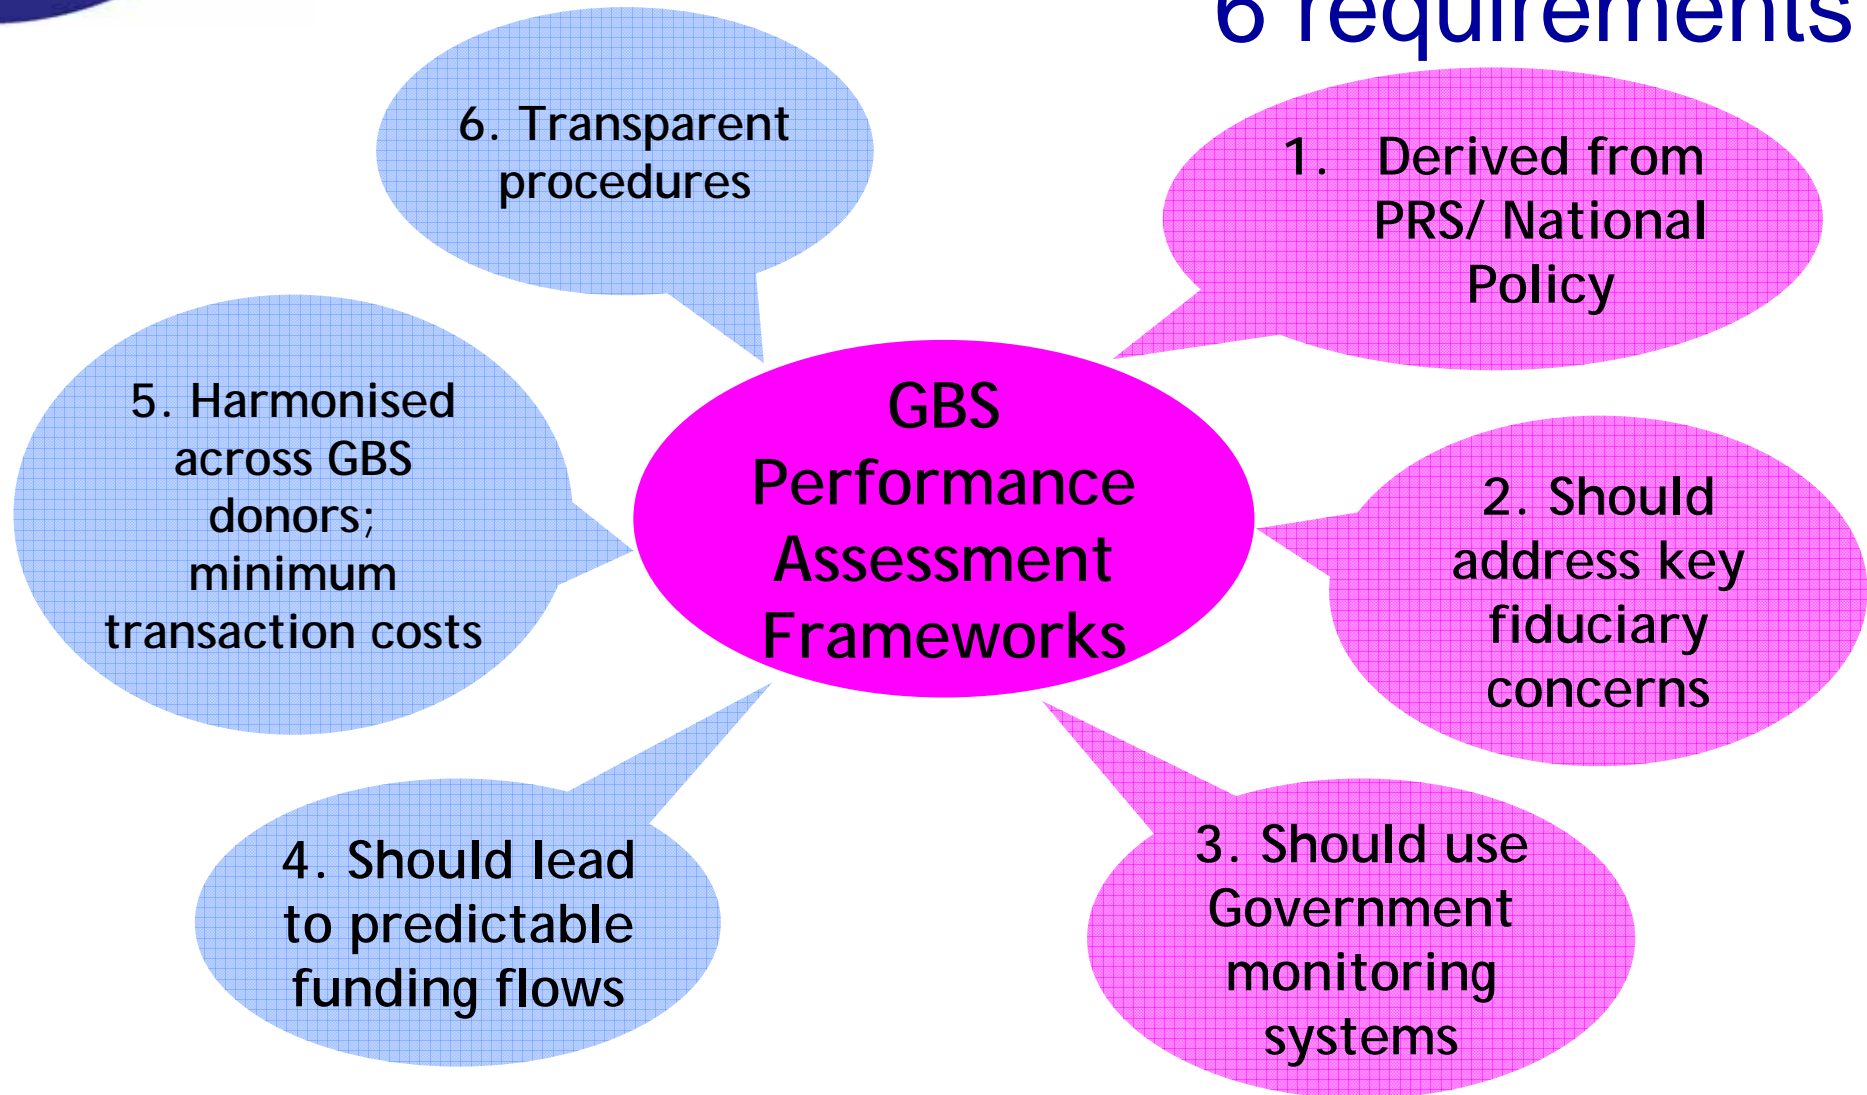 6 requirements
1. Derived from
PRS/ National
Policy
2. Should
address key
fiduciary
concerns
3. Should use
Government
monitoring
systems
4. Should lead
to predictable
funding flows
5. Harmonised
across GBS
donors;
minimum
transaction costs
6. Transparent
procedures
GBS
Performance
Assessment
Frameworks